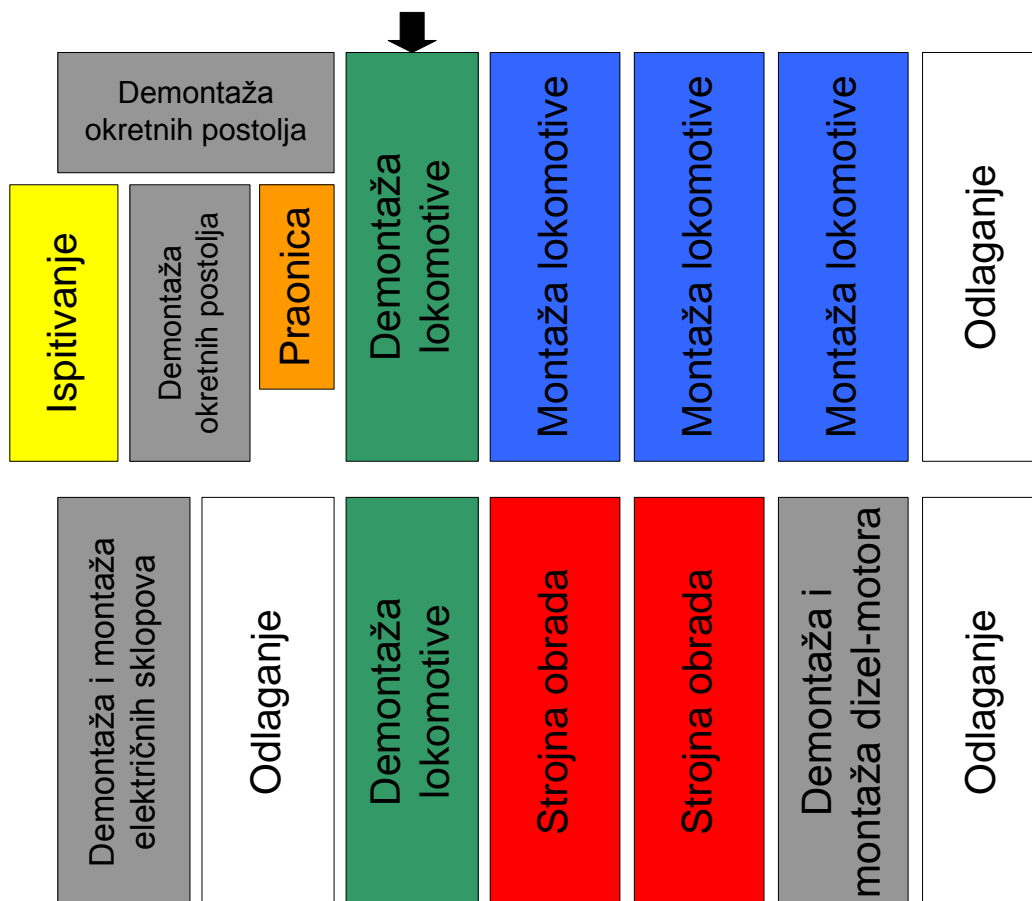 Demontaža
okretnih postolja
Ispitivanje
Demontaža
okretnih postolja
Praonica
Demontaža
lokomotive
Montaža lokomotive
Montaža lokomotive
Montaža lokomotive
Odlaganje
Demontaža i montaža
električnih sklopova
Odlaganje
Demontaža
lokomotive
Strojna obrada
Strojna obrada
Demontaža i
montaža dizel-motora
Odlaganje